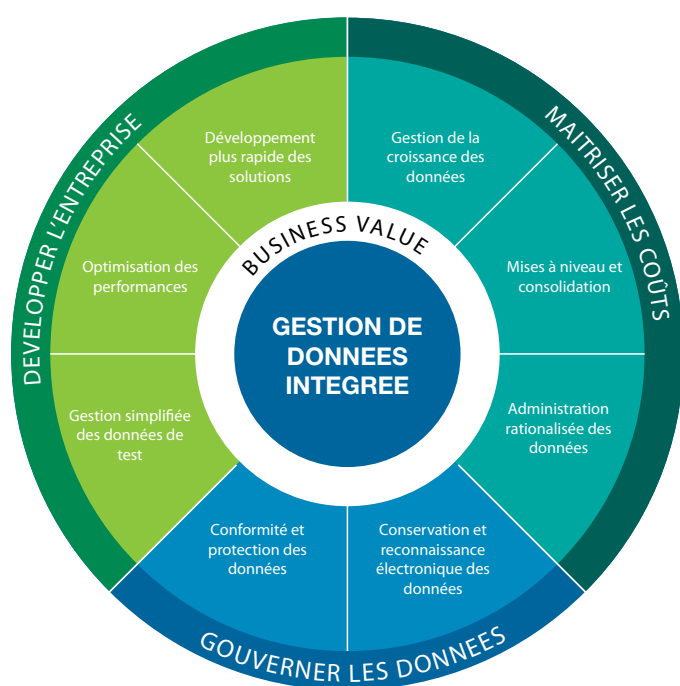 DEVELOPPER L'ENTREPRISE
MAITRISER LES COÛTS
GOUVERNER LES DONNEES
BUSINESS VALUE
GESTION DE
DONNEES
INTEGREE
Développement
plus rapide des
solutions
Gestion de la
croissance des
données
Optimisation des
performances
Mises à niveau et
consolidation
Gestion simplifiée
des données de
test
Administration
rationalisée des
données
Conformité et
protection des
données
Conservation et
reconnaissance
électronique des
données